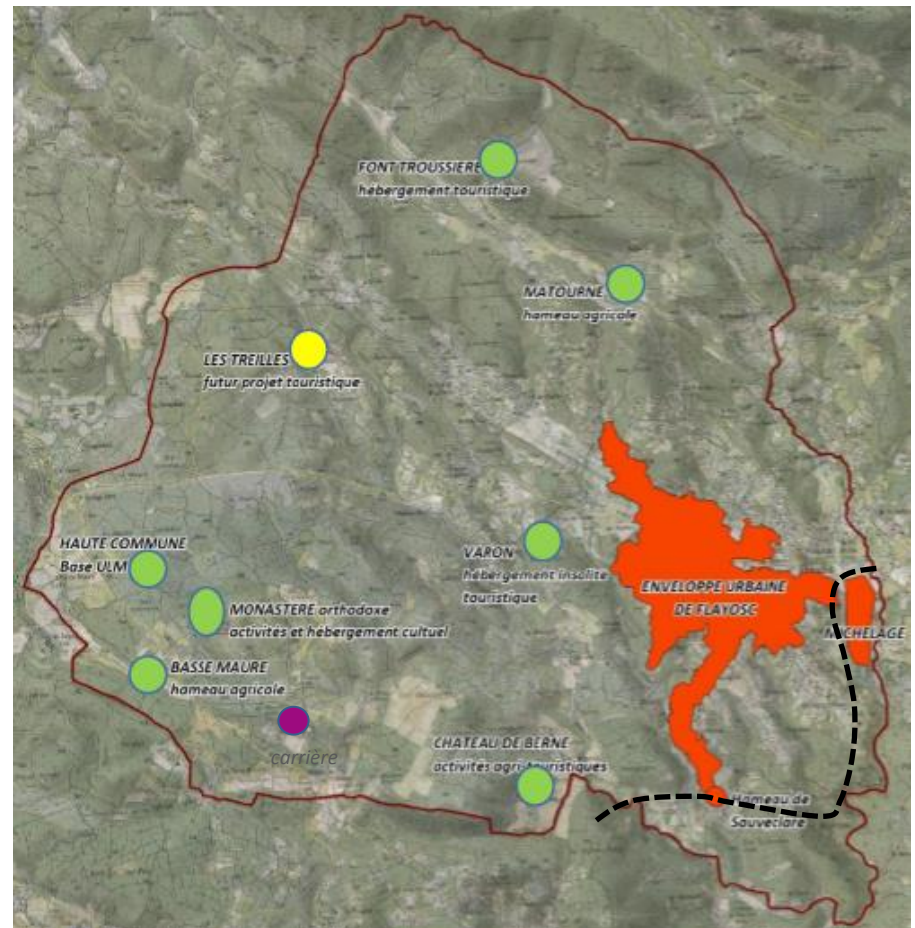 FONT TROUSSIERE
hébergement touristique
MATOURNE
hameau agricole
LES TREILLES
futur projet touristique
HAUTE COMMUNE
Base ULM
VARON
hébergement insolite
touristique
ENVELOPPE URBAINE
DE FLAYOSC
MICHELAGE
MONASTERE orthodoxe
activités et hébergement cultuel
BASSE MAURE
hameau agricole
carrière
CHATEAU DE BERNE
activités agri-touristiques
Hameau de
Sauveclare